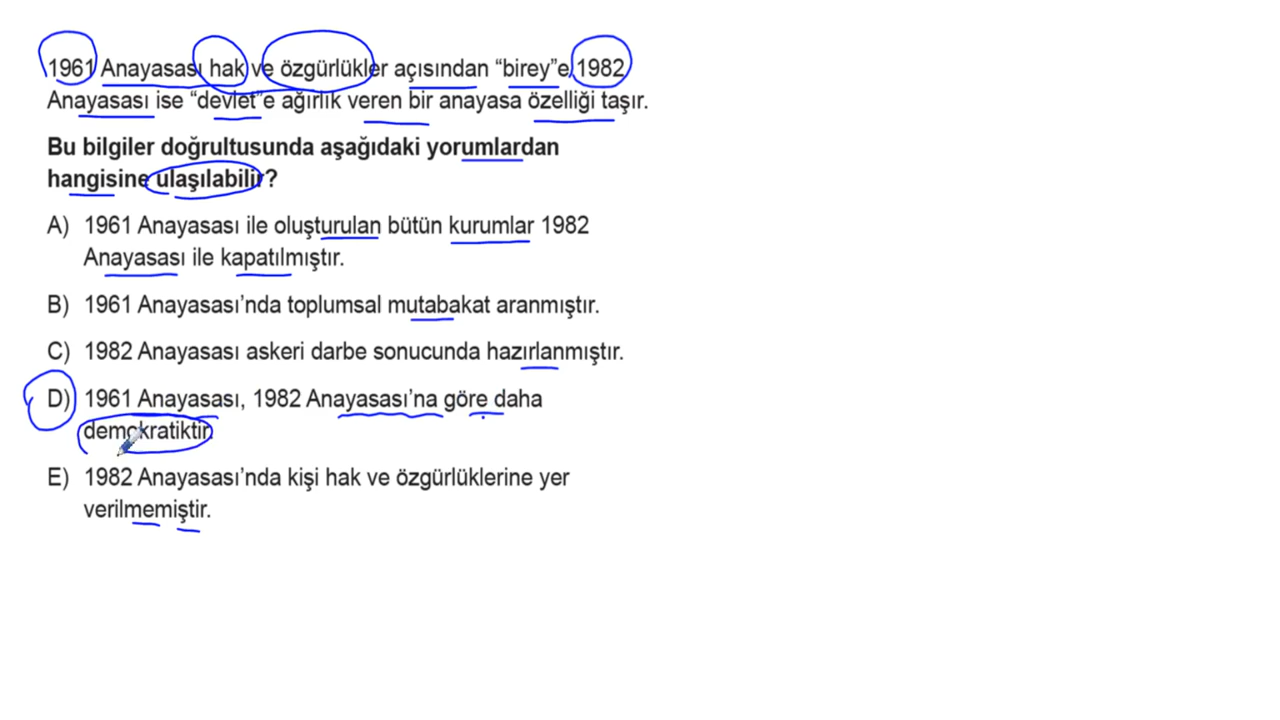 1961 Anayasası hak ve özgürlükler açısından “birey”e, 1982
Anayasası ise “devlet”e ağırlık veren bir anayasa özelliği taşır.
Bu bilgiler doğrultusunda aşağıdaki yorumlardan
hangisine ulaşılabilir?
A) 1961 Anayasası ile oluşturulan bütün kurumlar 1982
Anayasası ile kapatılmıştır.
B) 1961 Anayasası’nda toplumsal mutabakat aranmıştır.
C) 1982 Anayasası askeri darbe sonucunda hazırlanmıştır.
D) 1961 Anayasası, 1982 Anayasası’na göre daha
demokratiktir.
E) 1982 Anayasası’nda kişi hak ve özgürlüklerine yer
verilmemiştir.